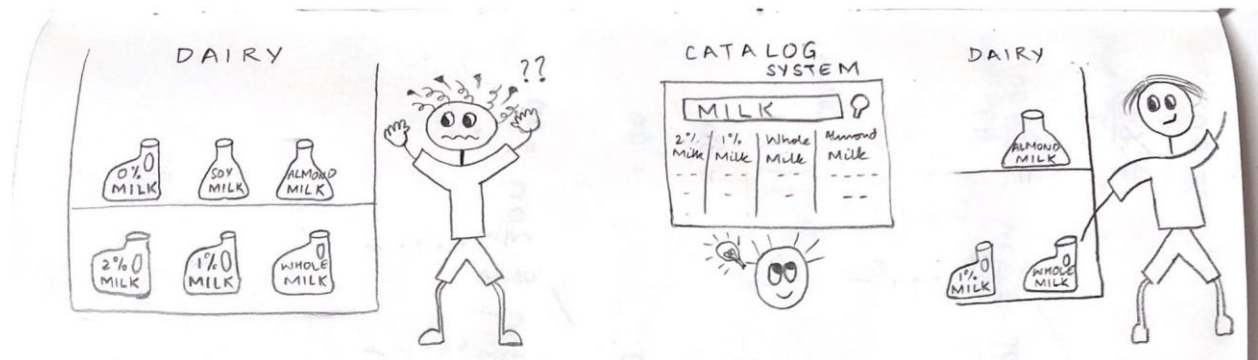 DAIRY
0% MILK
SOY MILK
ALMOND MILK
2% MILK
1% MILK
WHOLE MILK
??
CATALOG
SYSTEM
MILK
2% Milk
1% Milk
Whole Milk
Almond Milk
DAIRY
ALMOND MILK
1% MILK
WHOLE MILK